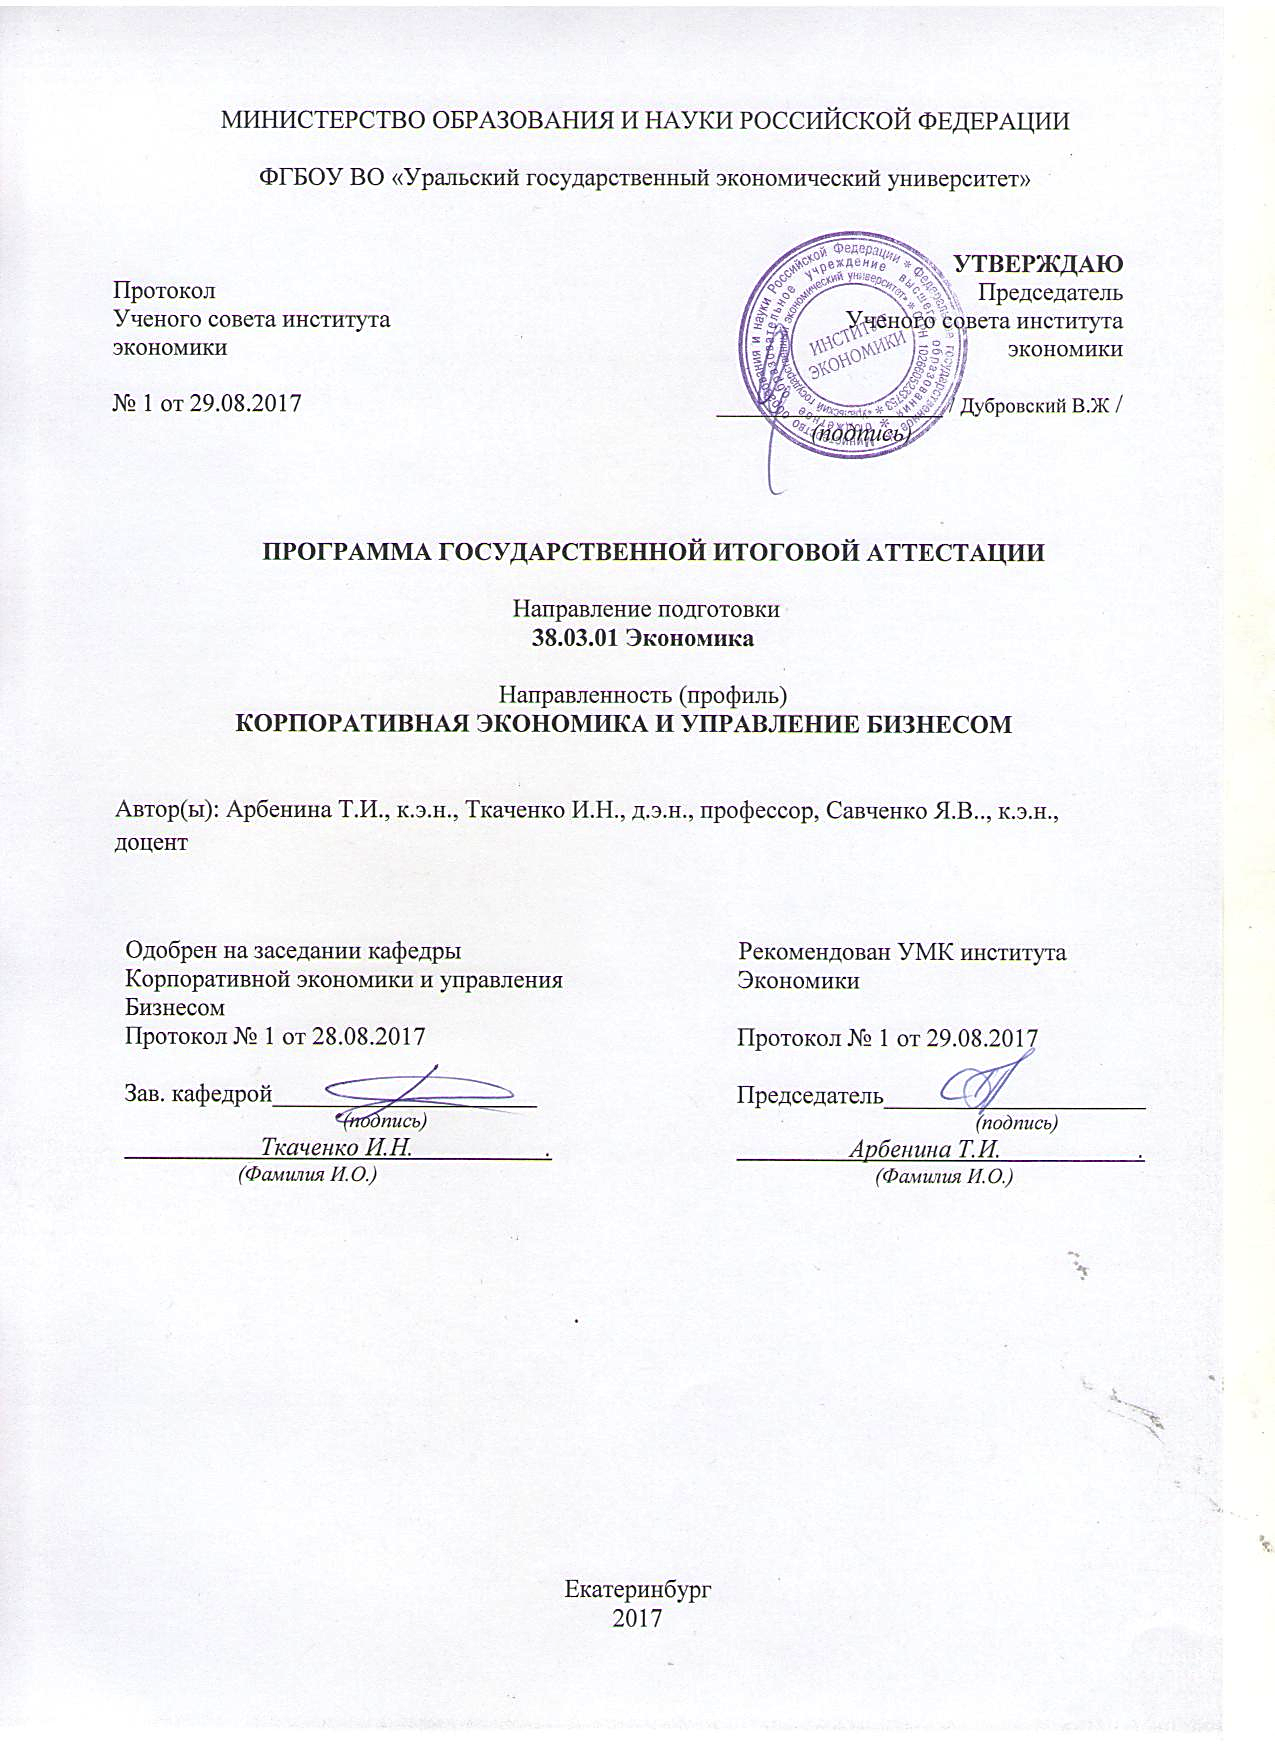 МИНИСТЕРСТВО ОБРАЗОВАНИЯ И НАУКИ РОССИЙСКОЙ ФЕДЕРАЦИИ
ФГБОУ ВО «Уральский государственный экономический университет»
Протокол
Ученого совета института
экономики
№ 1 от 29.08.2017
УТВЕРЖДАЮ
Председатель
Ученого совета института
экономики
/ Дубровский В.Ж /
(подпись)
ИНСТИТУТ
ЭКОНОМИКИ
ПРОГРАММА ГОСУДАРСТВЕННОЙ ИТОГОВОЙ АТТЕСТАЦИИ
Направление подготовки
38.03.01 Экономика
Направленность (профиль)
КОРПОРАТИВНАЯ ЭКОНОМИКА И УПРАВЛЕНИЕ БИЗНЕСОМ
Автор(ы): Арбенина Т.И., к.э.н., Ткаченко И.Н., д.э.н., профессор, Савченко Я.В.., к.э.н.,
доцент
Одобрен на заседании кафедры
Корпоративной экономики и управления
Бизнесом
Протокол № 1 от 28.08.2017
Зав. кафедрой
(подпись)
Ткаченко И.Н. .
(Фамилия И.О.)
Рекомендован УМК института
Экономики
Протокол № 1 от 29.08.2017
Председатель
(подпись)
Арбенина Т.И. .
(Фамилия И.О.)
Екатеринбург
2017